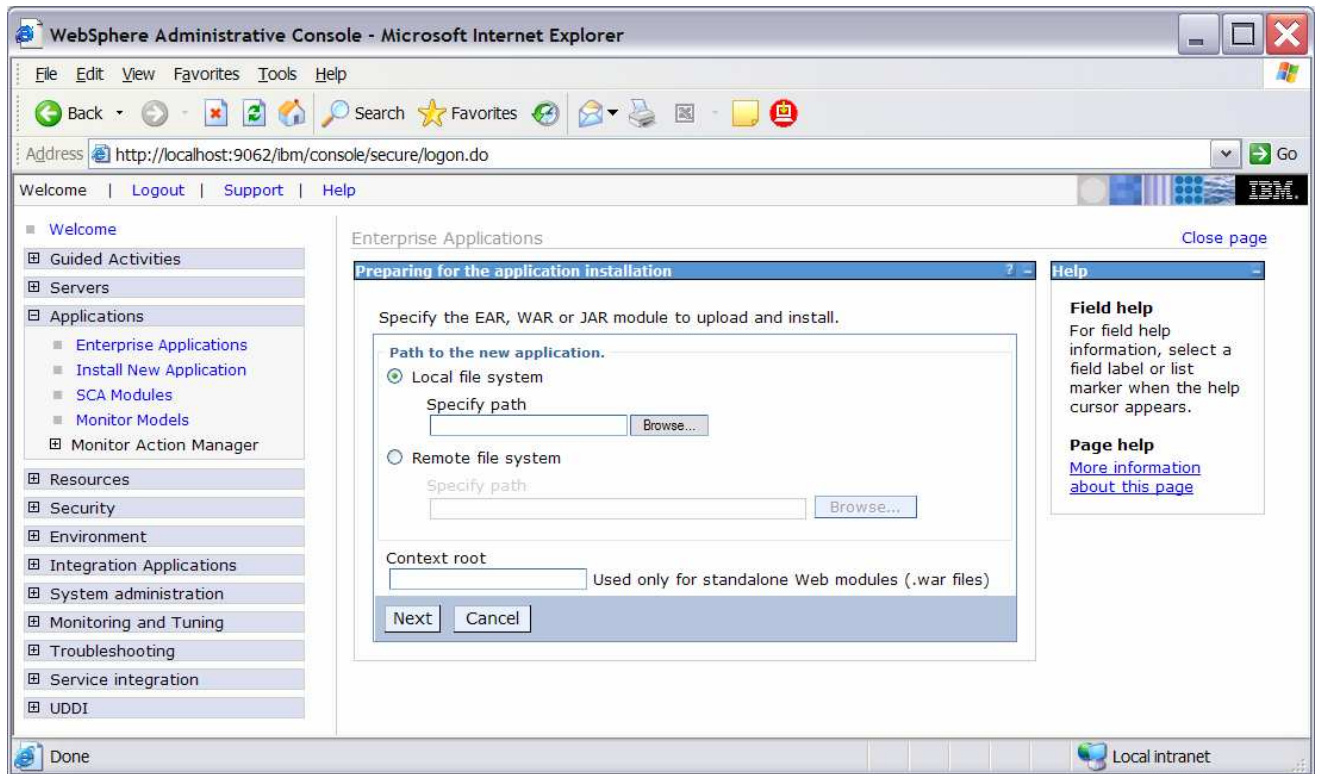 WebSphere Administrative Console - Microsoft Internet Explorer
File Edit View Favorites Tools Help
Back Search Favorites
Address http://localhost:9062/ibm/console/secure/logon.do Go
Welcome | Logout | Support | Help IBM.
Welcome
Guided Activities
Servers
Applications
Enterprise Applications
Install New Application
SCA Modules
Monitor Models
Monitor Action Manager
Resources
Security
Environment
Integration Applications
System administration
Monitoring and Tuning
Troubleshooting
Service integration
UDDI
Enterprise Applications Close page
Preparing for the application installation ? -
Specify the EAR, WAR or JAR module to upload and install.
Path to the new application.
Local file system
Specify path
Browse...
Remote file system
Specify path
Browse...
Context root
Used only for standalone Web modules (.war files)
Next Cancel
Help -
Field help
For field help
information, select a
field label or list
marker when the help
cursor appears.
Page help
More information
about this page
Done Local intranet